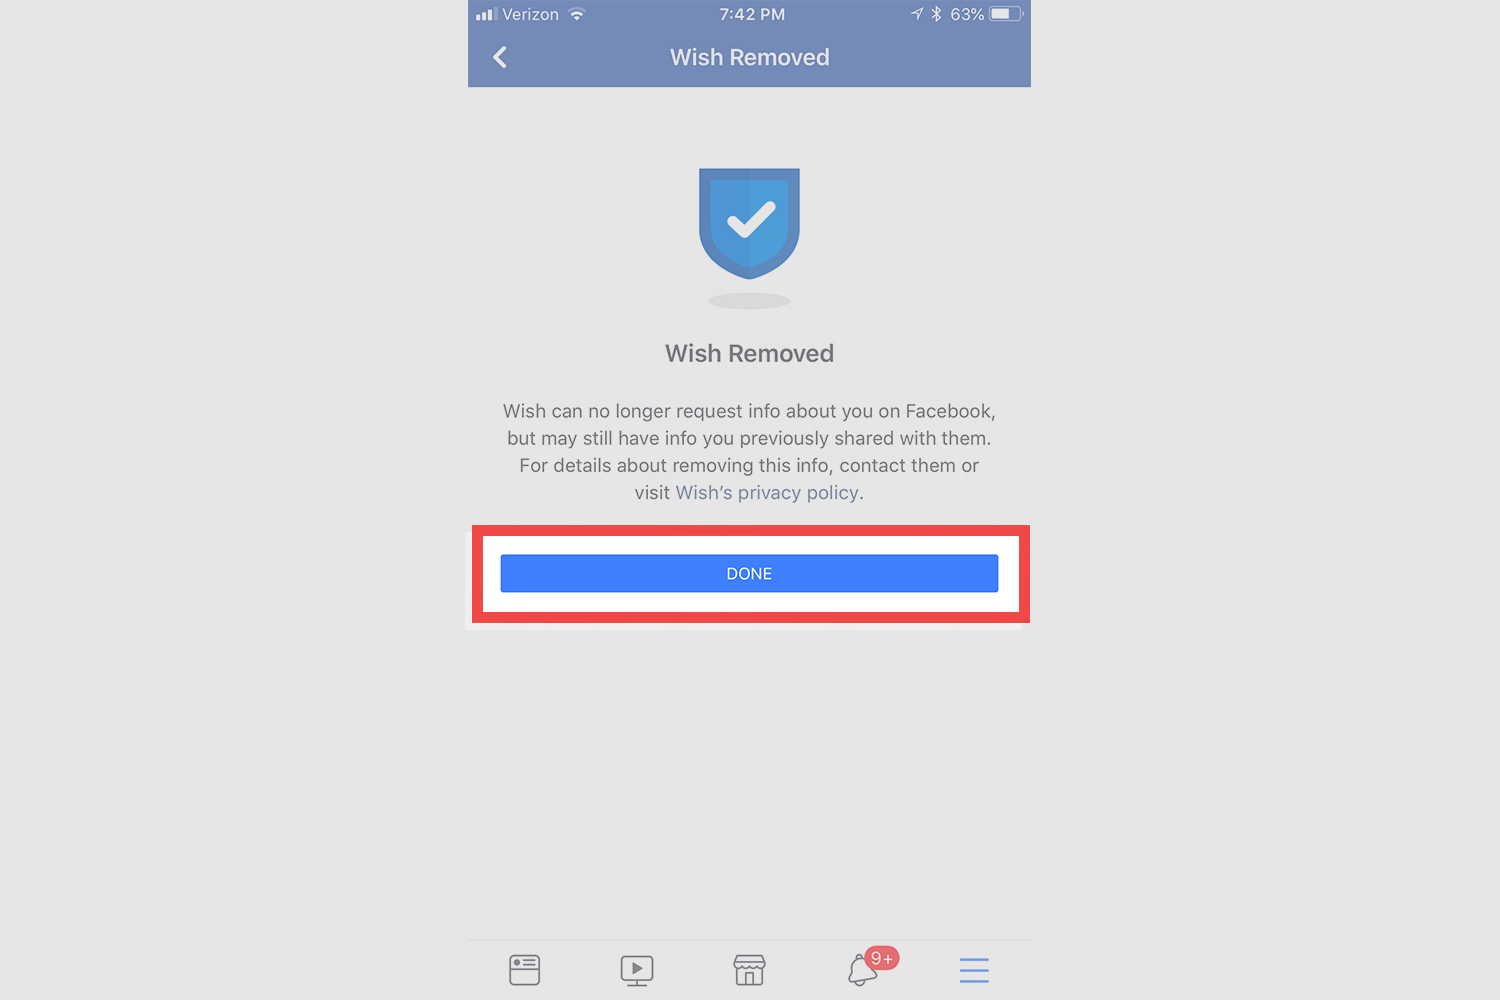 Verizon 7:42 PM 63%
Wish Removed
Wish Removed
Wish can no longer request info about you on Facebook,
but may still have info you previously shared with them.
For details about removing this info, contact them or
visit Wish's privacy policy.
DONE
9+